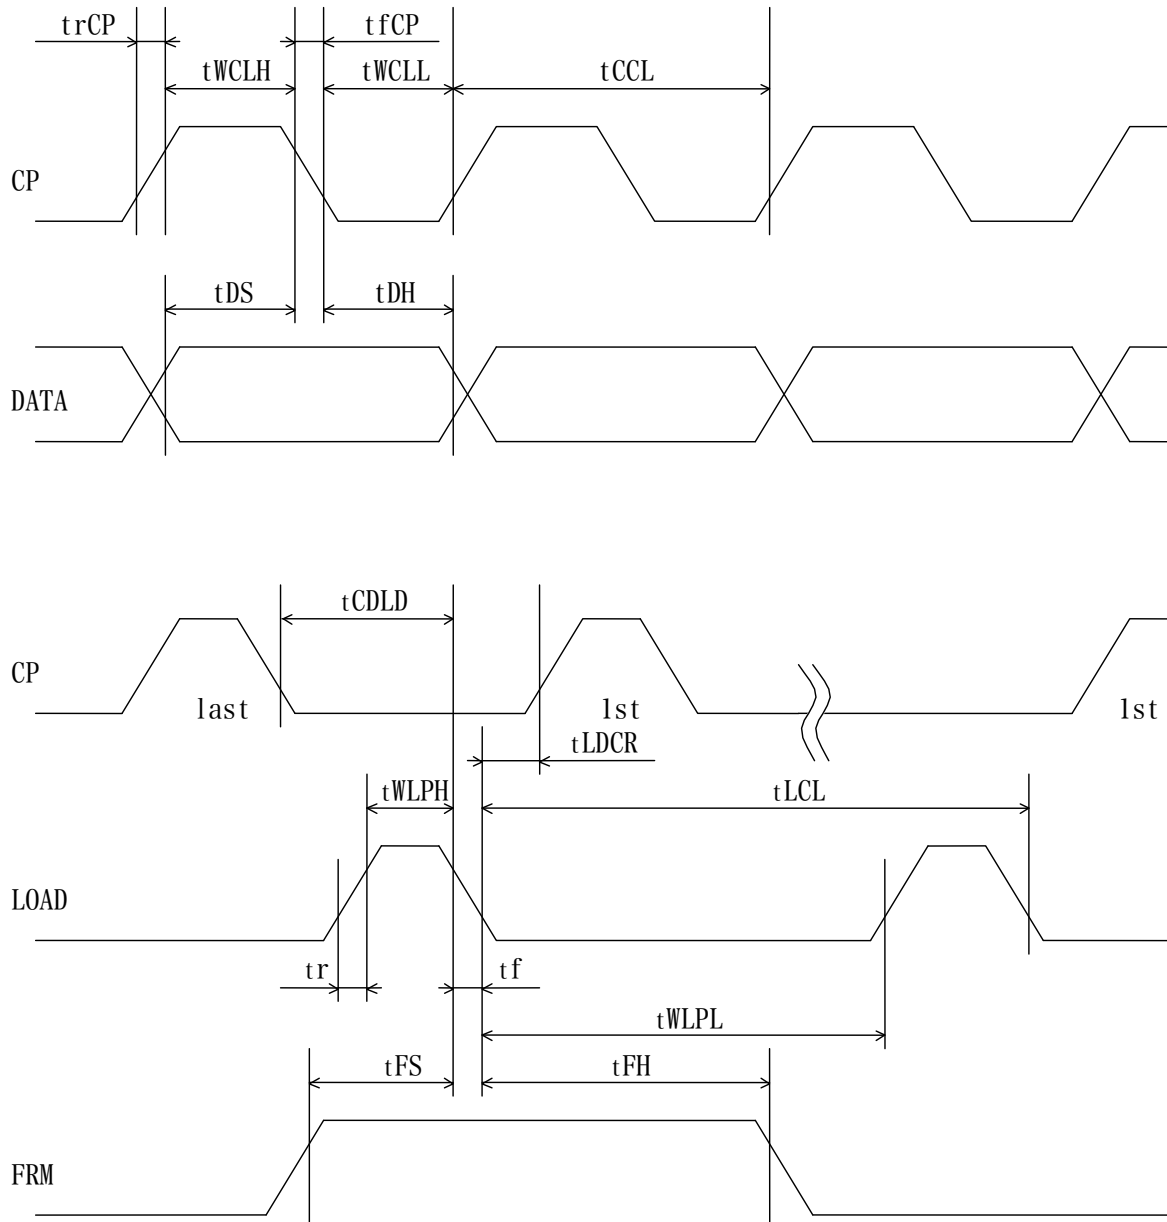 trCP tfCP
tWCLH tWCLL tCCL
CP
tDS tDH
DATA
tCDLD
CP
last 1st 1st
tLDCR
tWLPH tLCL
LOAD
tr tf
tWLPL
tFS tFH
FRM